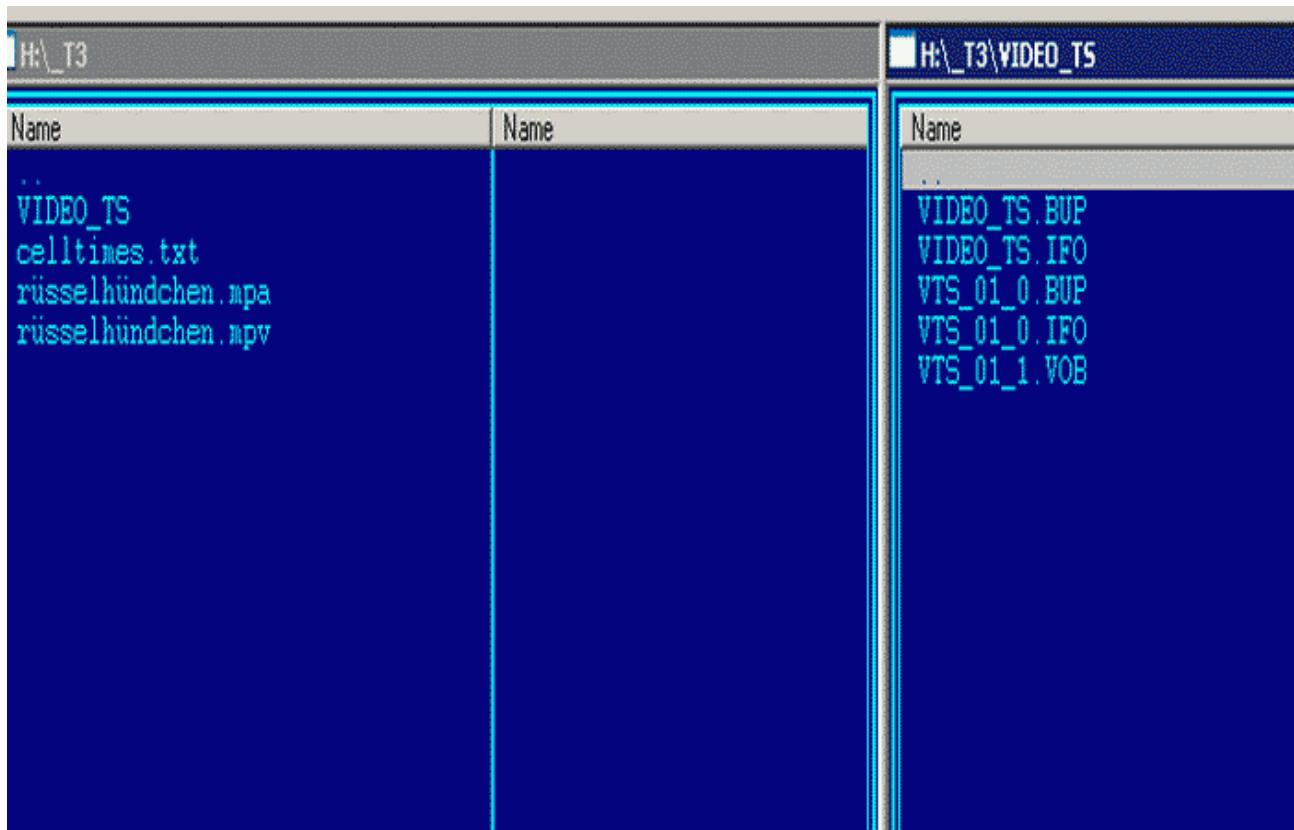 H:\_T3
Name
Name
..
VIDEO_TS
celltimes.txt
rüsselhündchen.mpa
rüsselhündchen.mpv
H:\_T3\VIDEO_TS
Name
..
VIDEO_TS.BUP
VIDEO_TS.IFO
VTS_01_0.BUP
VTS_01_0.IFO
VTS_01_1.VOB